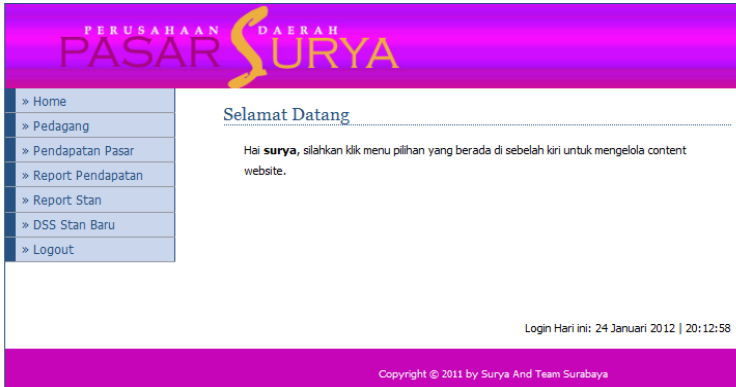 PERUSAHAAN DAERAH
PASAR SURYA
» Home
» Pedagang
» Pendapatan Pasar
» Report Pendapatan
» Report Stan
» DSS Stan Baru
» Logout
Selamat Datang
Hai surya, silahkan klik menu pilihan yang berada di sebelah kiri untuk mengelola content
website.
Login Hari ini: 24 Januari 2012 | 20:12:58
Copyright © 2011 by Surya And Team Surabaya